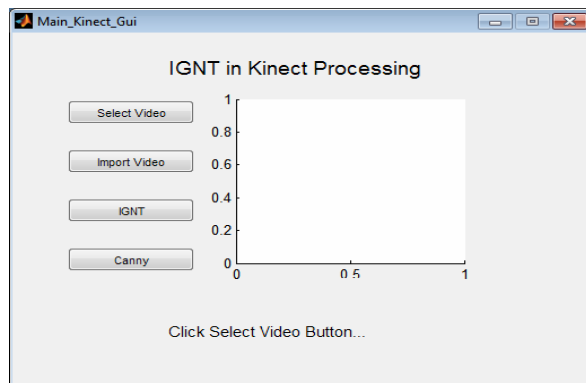 Main_Kinect_Gui
IGNT in Kinect Processing
Select Video
Import Video
IGNT
Canny
1
0.8
0.6
0.4
0.2
0
0 0.5 1
Click Select Video Button...